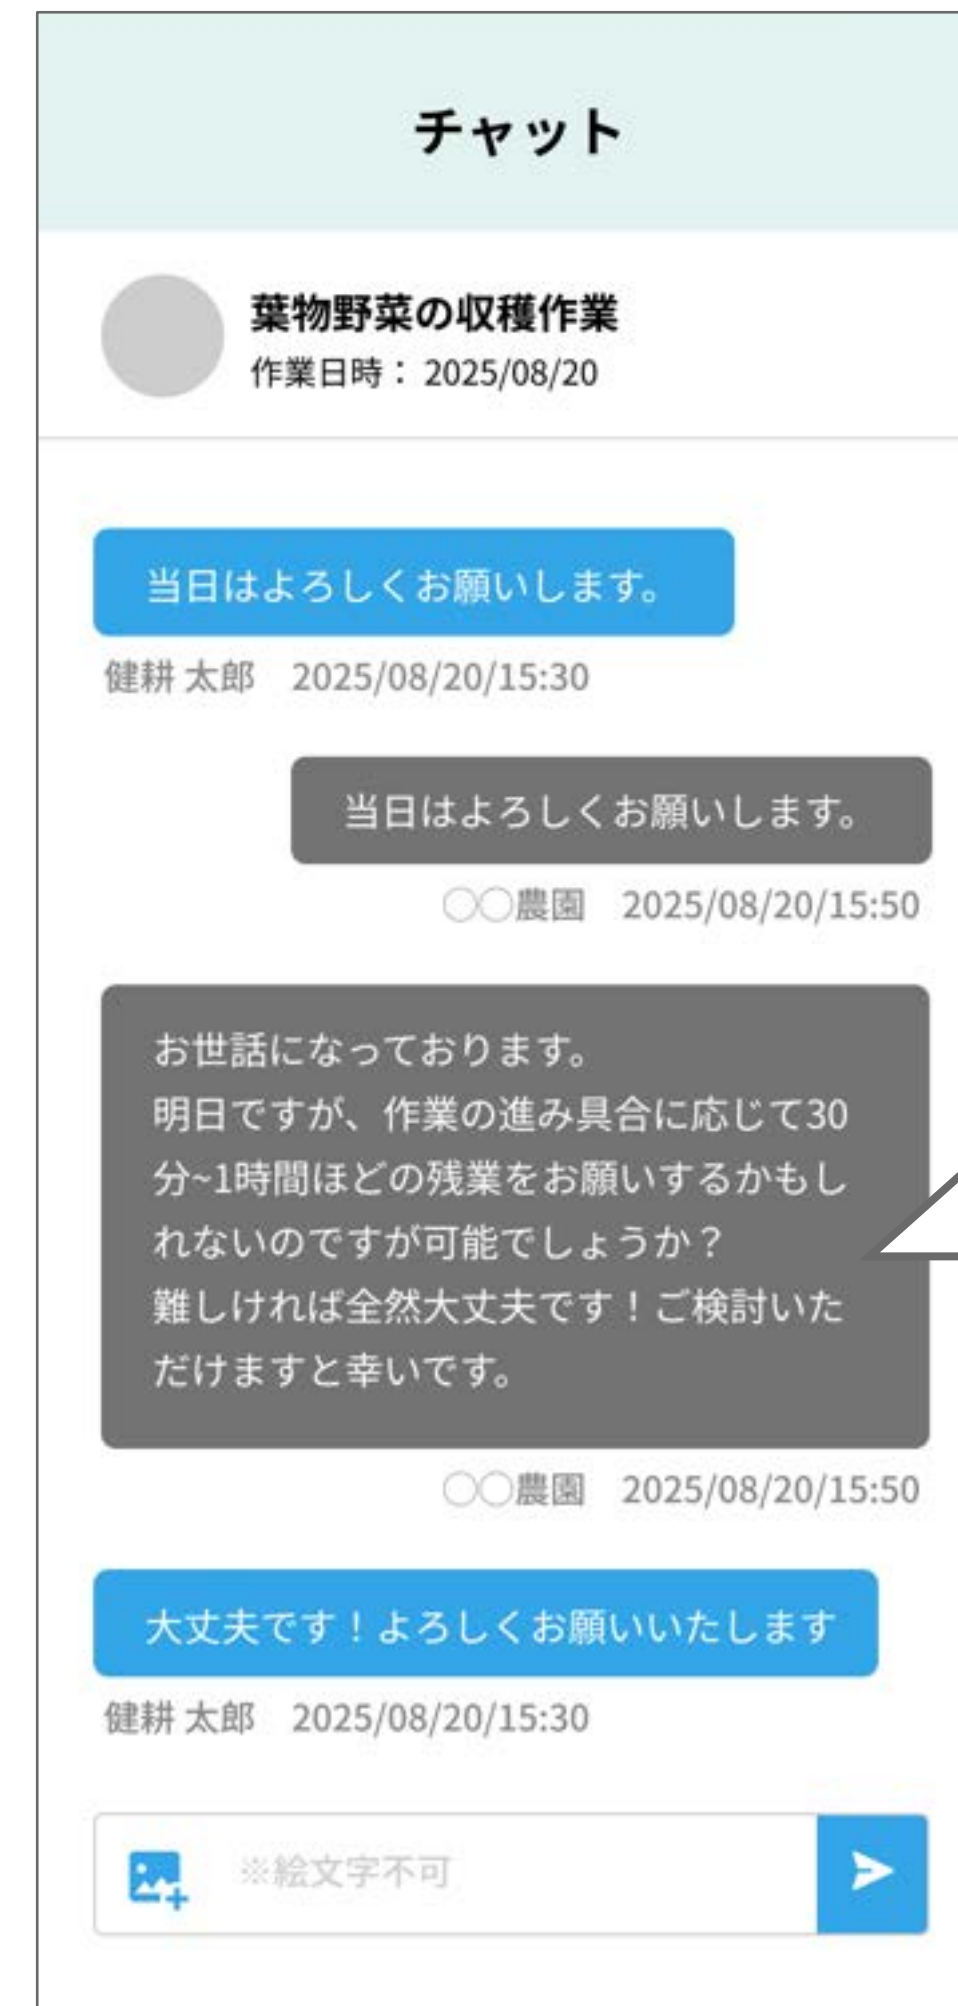 チャット
葉物野菜の収穫作業
作業日時： 2025/08/20
当日はよろしくお願いします。
健耕 太郎　2025/08/20/15:30
当日はよろしくお願いします。
〇〇農園　2025/08/20/15:50
お世話になっております。
明日ですが、作業の進み具合に応じて30
分~1時間ほどの残業をお願いするかもし
れないのですが可能でしょうか？
難しければ全然大丈夫です！ご検討いた
だけますと幸いです。
〇〇農園　2025/08/20/15:50
大丈夫です！よろしくお願いいたします
健耕 太郎　2025/08/20/15:30
※絵文字不可